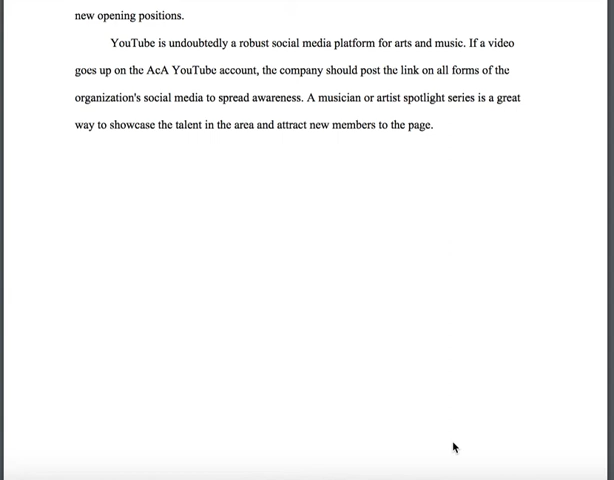 new opening positions.
YouTube is undoubtedly a robust social media platform for arts and music. If a video
goes up on the AcA YouTube account, the company should post the link on all forms of the
organization's social media to spread awareness. A musician or artist spotlight series is a great
way to showcase the talent in the area and attract new members to the page.